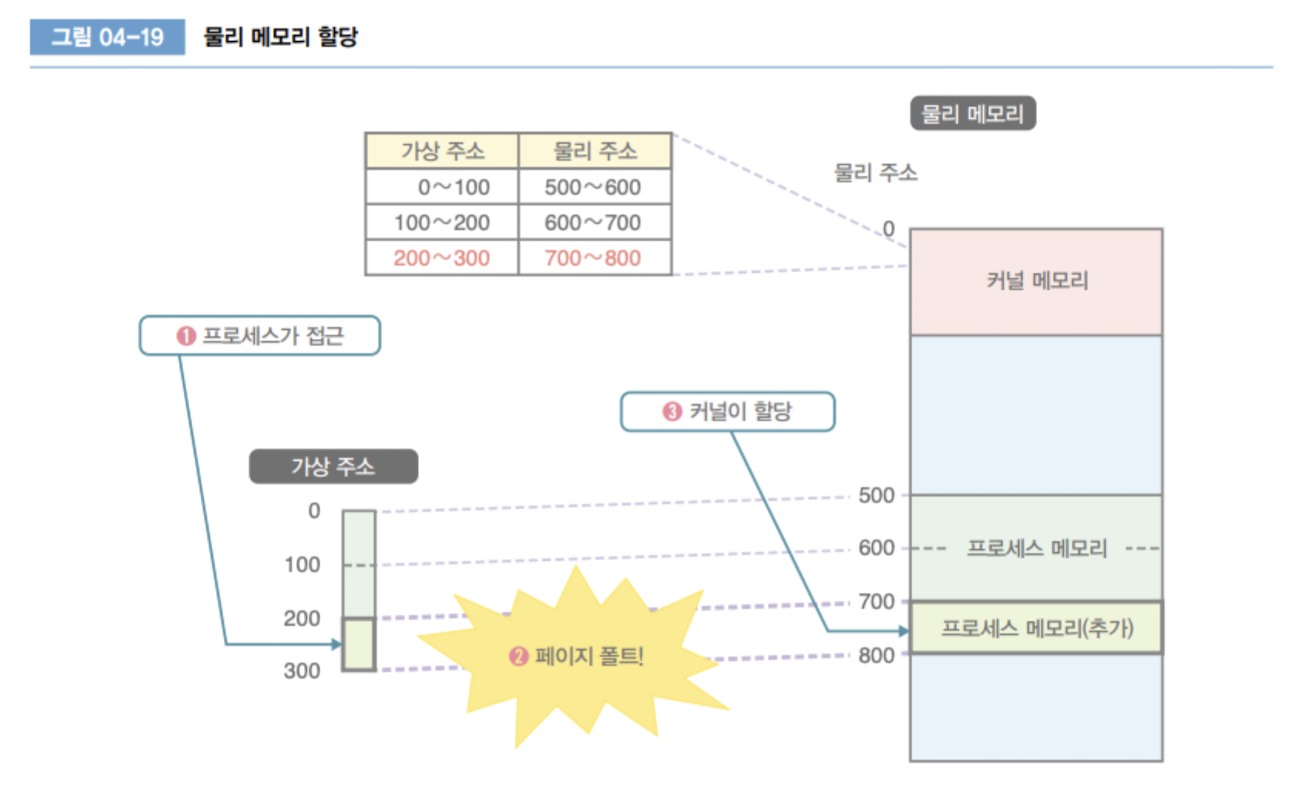 그림 04-19 물리 메모리 할당
물리 메모리
가상 주소 물리 주소
0~100 500~600
100~200 600~700
200~300 700~800
물리 주소
0
커널 메모리
❶ 프로세스가 접근
❸ 커널이 할당
가상 주소
0
100
200
300
❷ 페이지 폴트!
500
600
700
800
프로세스 메모리
프로세스 메모리(추가)